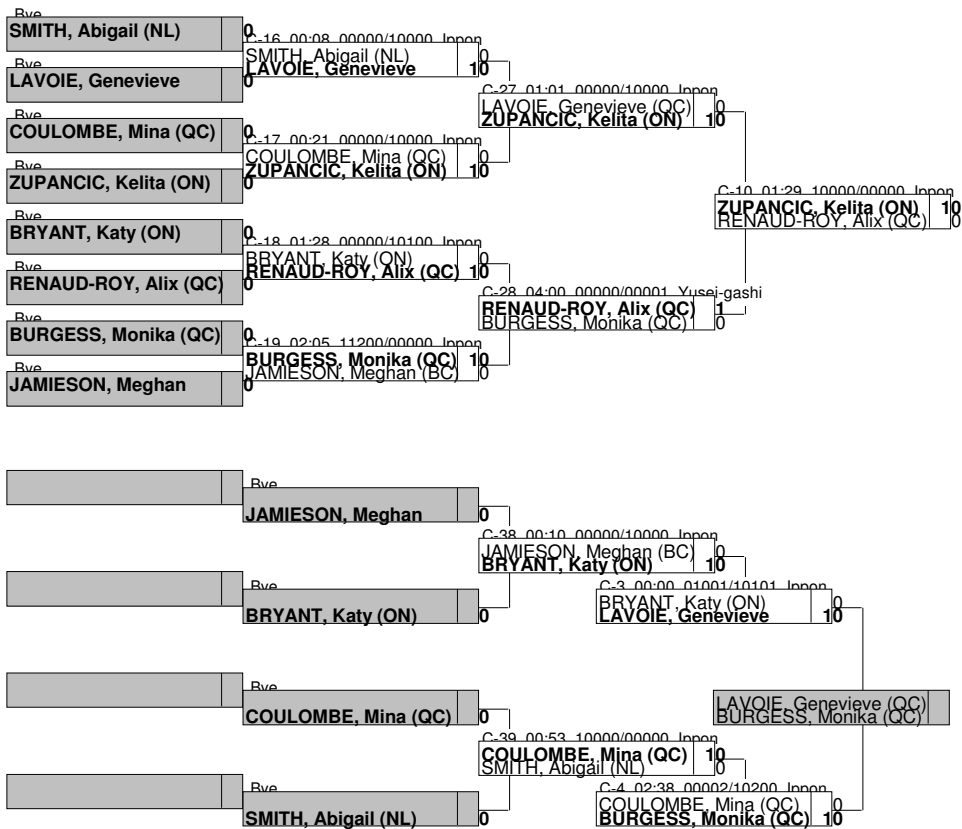 Bye
SMITH, Abigail (NL) 0
Bye
LAVOIE, Genevieve 0
Bye
COULOMBE, Mina (QC) 0
Bye
ZUPANCIC, Kelita (ON) 0
Bye
BRYANT, Katy (ON) 0
Bye
RENAUD-ROY, Alix (QC) 0
Bye
BURGESS, Monika (QC) 0
Bye
JAMIESON, Meghan 0
C-16 00:08 00000/10000 Ippon
SMITH, Abigail (NL) 0
LAVOIE, Genevieve 10
C-17 00:21 00000/10000 Ippon
COULOMBE, Mina (QC) 0
ZUPANCIC, Kelita (ON) 10
C-18 01:28 00000/10100 Ippon
BRYANT, Katy (ON) 0
RENAUD-ROY, Alix (QC) 10
C-19 02:05 11200/00000 Ippon
BURGESS, Monika (QC) 10
JAMIESON, Meghan (BC) 0
C-27 01:01 00000/10000 Ippon
LAVOIE, Genevieve (QC) 0
ZUPANCIC, Kelita (ON) 10
C-28 04:00 00000/00001 Yusei-gashi
RENAUD-ROY, Alix (QC) 1
BURGESS, Monika (QC) 0
C-10 01:29 10000/00000 Ippon
ZUPANCIC, Kelita (ON) 10
RENAUD-ROY, Alix (QC) 0
Bye
JAMIESON, Meghan 0
Bye
BRYANT, Katy (ON) 0
Bye
COULOMBE, Mina (QC) 0
Bye
SMITH, Abigail (NL) 0
C-38 00:10 00000/10000 Ippon
JAMIESON, Meghan (BC) 0
BRYANT, Katy (ON) 10
C-39 00:53 10000/00000 Ippon
COULOMBE, Mina (QC) 10
SMITH, Abigail (NL) 0
C-3 00:00 01001/10101 Ippon
BRYANT, Katy (ON) 0
LAVOIE, Genevieve 10
C-4 02:38 00002/10200 Ippon
COULOMBE, Mina (QC) 0
BURGESS, Monika (QC) 10
LAVOIE, Genevieve (QC)
BURGESS, Monika (QC)